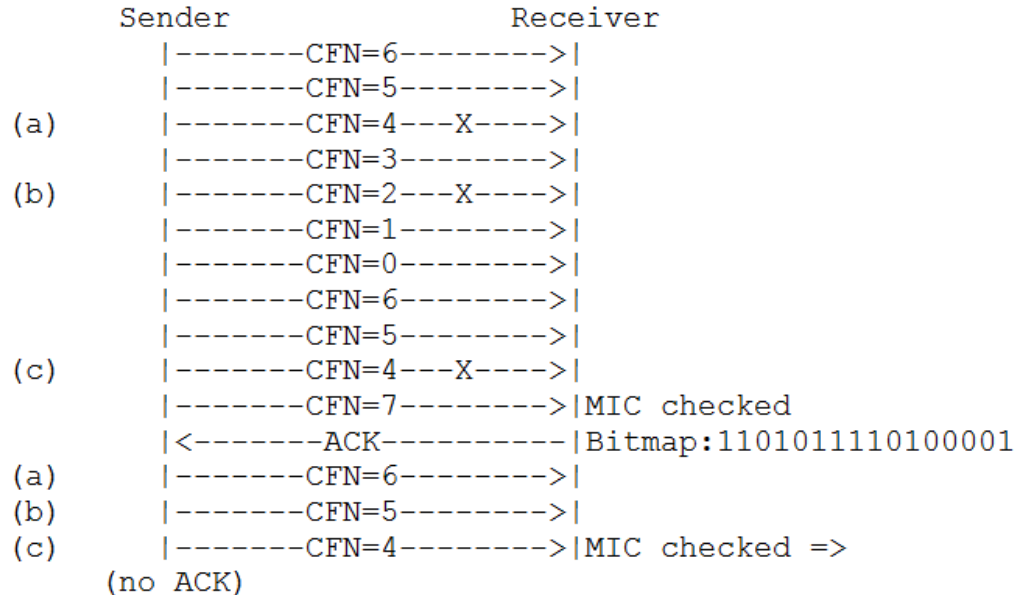 Sender Receiver
|-------CFN=6-------->|
|-------CFN=5-------->|
(a) |-------CFN=4---X---->|
|-------CFN=3-------->|
(b) |-------CFN=2---X---->|
|-------CFN=1-------->|
|-------CFN=0-------->|
|-------CFN=6-------->|
|-------CFN=5-------->|
(c) |-------CFN=4---X---->|
|-------CFN=7-------->|MIC checked
|<-------ACK----------|Bitmap:1101011110100001
(a) |-------CFN=6-------->|
(b) |-------CFN=5-------->|
(c) |-------CFN=4-------->|MIC checked =>
(no ACK)